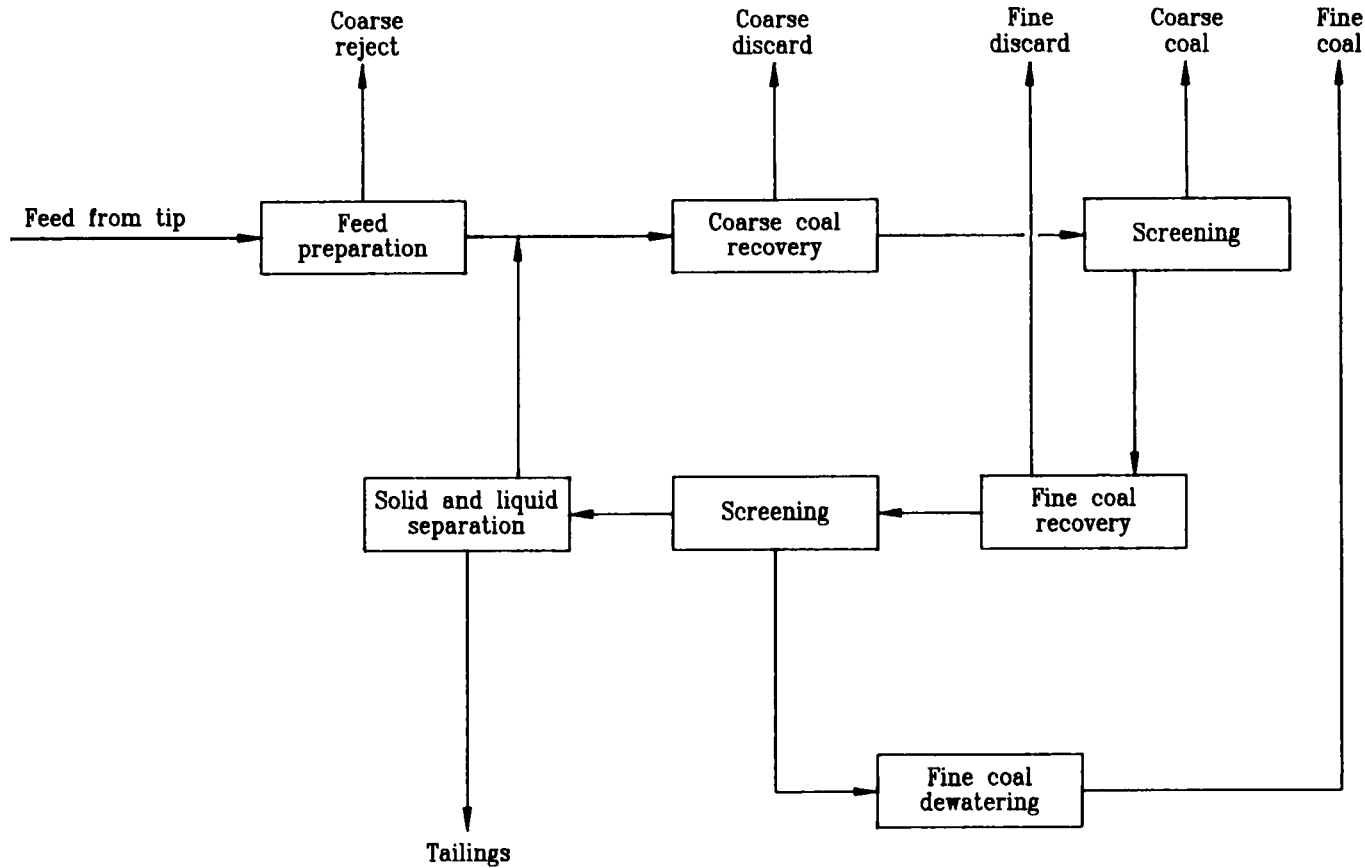 Coarse
reject
Coarse
discard
Fine
discard
Coarse
coal
Fine
coal
Feed from tip
Feed
preparation
Coarse coal
recovery
Screening
Solid and liquid
separation
Screening
Fine coal
recovery
Fine coal
dewatering
Tailings